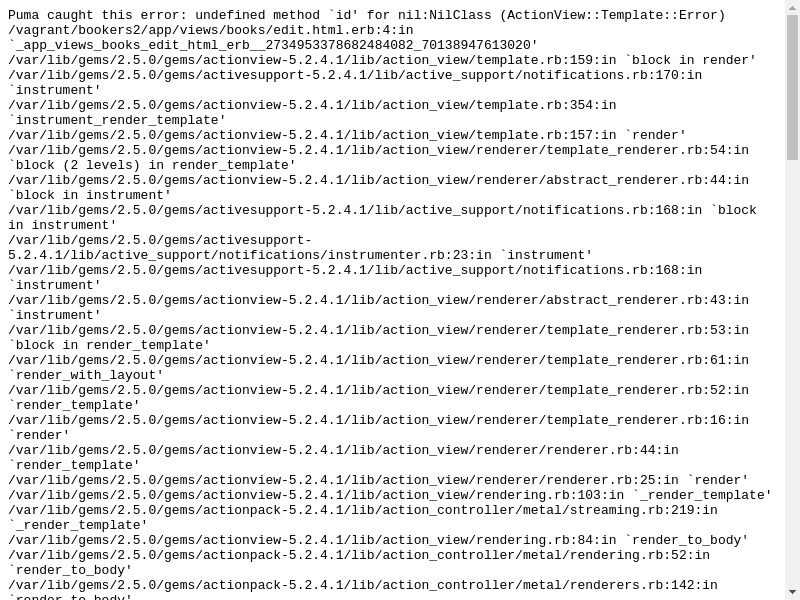 Puma caught this error: undefined method `id' for nil:NilClass (ActionView::Template::Error)
/vagrant/bookers2/app/views/books/edit.html.erb:4:in
`_app_views_books_edit_html_erb__2734953378682484082_70138947613020'
/var/lib/gems/2.5.0/gems/actionview-5.2.4.1/lib/action_view/template.rb:159:in `block in render'
/var/lib/gems/2.5.0/gems/activesupport-5.2.4.1/lib/active_support/notifications.rb:170:in
`instrument'
/var/lib/gems/2.5.0/gems/actionview-5.2.4.1/lib/action_view/template.rb:354:in
`instrument_render_template'
/var/lib/gems/2.5.0/gems/actionview-5.2.4.1/lib/action_view/template.rb:157:in `render'
/var/lib/gems/2.5.0/gems/actionview-5.2.4.1/lib/action_view/renderer/template_renderer.rb:54:in
`block (2 levels) in render_template'
/var/lib/gems/2.5.0/gems/actionview-5.2.4.1/lib/action_view/renderer/abstract_renderer.rb:44:in
`block in instrument'
/var/lib/gems/2.5.0/gems/activesupport-5.2.4.1/lib/active_support/notifications.rb:168:in `block
in instrument'
/var/lib/gems/2.5.0/gems/activesupport-
5.2.4.1/lib/active_support/notifications/instrumenter.rb:23:in `instrument'
/var/lib/gems/2.5.0/gems/activesupport-5.2.4.1/lib/active_support/notifications.rb:168:in
`instrument'
/var/lib/gems/2.5.0/gems/actionview-5.2.4.1/lib/action_view/renderer/abstract_renderer.rb:43:in
`instrument'
/var/lib/gems/2.5.0/gems/actionview-5.2.4.1/lib/action_view/renderer/template_renderer.rb:53:in
`block in render_template'
/var/lib/gems/2.5.0/gems/actionview-5.2.4.1/lib/action_view/renderer/template_renderer.rb:61:in
`render_with_layout'
/var/lib/gems/2.5.0/gems/actionview-5.2.4.1/lib/action_view/renderer/template_renderer.rb:52:in
`render_template'
/var/lib/gems/2.5.0/gems/actionview-5.2.4.1/lib/action_view/renderer/template_renderer.rb:16:in
`render'
/var/lib/gems/2.5.0/gems/actionview-5.2.4.1/lib/action_view/renderer/renderer.rb:44:in
`render_template'
/var/lib/gems/2.5.0/gems/actionview-5.2.4.1/lib/action_view/renderer/renderer.rb:25:in `render'
/var/lib/gems/2.5.0/gems/actionview-5.2.4.1/lib/action_view/rendering.rb:103:in `_render_template'
/var/lib/gems/2.5.0/gems/actionpack-5.2.4.1/lib/action_controller/metal/streaming.rb:219:in
`_render_template'
/var/lib/gems/2.5.0/gems/actionview-5.2.4.1/lib/action_view/rendering.rb:84:in `render_to_body'
/var/lib/gems/2.5.0/gems/actionpack-5.2.4.1/lib/action_controller/metal/rendering.rb:52:in
`render_to_body'
/var/lib/gems/2.5.0/gems/actionpack-5.2.4.1/lib/action_controller/metal/renderers.rb:142:in
`render_to_body'